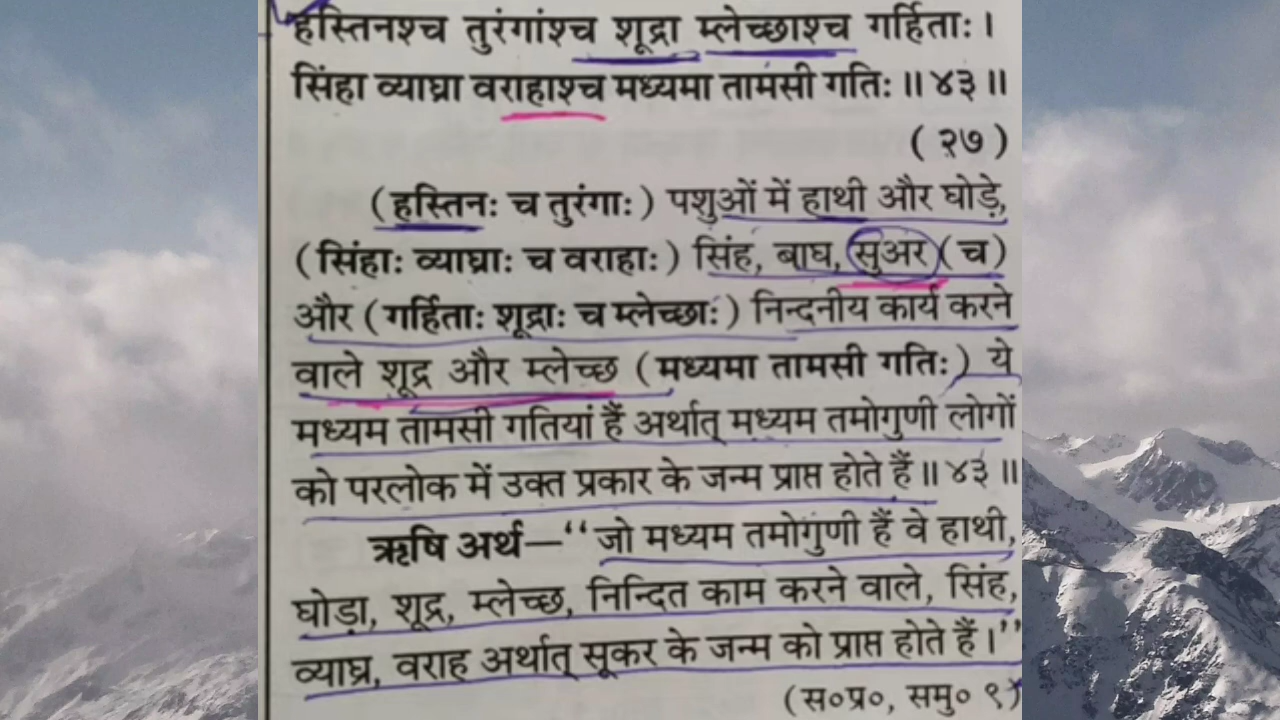 हस्तिनश्च तुरंगांश्च शूद्रा म्लेच्छाश्च गर्हिताः।
सिंहा व्याघ्रा वराहाश्च मध्यमा तामसी गतिः॥४३॥
(२७)
(हस्तिनः च तुरंगाः) पशुओं में हाथी और घोड़े,
(सिंहाः व्याघ्राः च वराहाः) सिंह, बाघ, सुअर (च)
और (गर्हिताः शूद्राः च म्लेच्छाः) निन्दनीय कार्य करने
वाले शूद्र और म्लेच्छ (मध्यमा तामसी गतिः) ये
मध्यम तामसी गतियां हैं अर्थात् मध्यम तमोगुणी लोगों
को परलोक में उक्त प्रकार के जन्म प्राप्त होते हैं॥४३॥
ऋषि अर्थ—“जो मध्यम तमोगुणी हैं वे हाथी,
घोड़ा, शूद्र, म्लेच्छ, निन्दित काम करने वाले, सिंह,
व्याघ्र, वराह अर्थात् सूकर के जन्म को प्राप्त होते हैं।”
(स०प्र०, समु० ९)